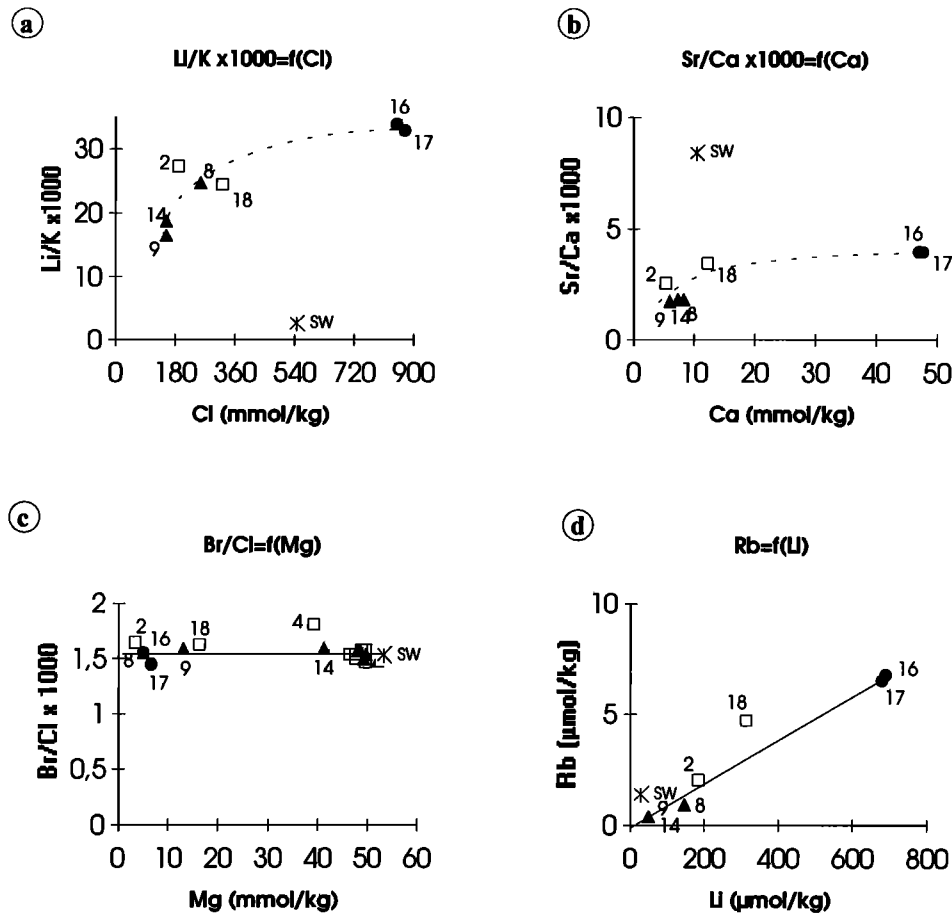 a
Li/K x1000=f(Cl)
Li/K x1000
30
20
10
0
0 180 360 540 720 900
Cl (mmol/kg)
16
17
2
8
18
14
9
SW
b
Sr/Ca x1000=f(Ca)
Sr/Ca x1000
10
5
0
0 10 20 30 40 50
Ca (mmol/kg)
SW
16
17
2
18
9 14 8
c
Br/Cl=f(Mg)
Br/Cl x 1000
2
1,5
1
0,5
0
0 10 20 30 40 50 60
Mg (mmol/kg)
2
16
18
4
SW
8
17
9
14
d
Rb=f(Li)
Rb (µmol/kg)
10
5
0
0 200 400 600 800
Li (µmol/kg)
16
17
18
2
SW
9
8
14